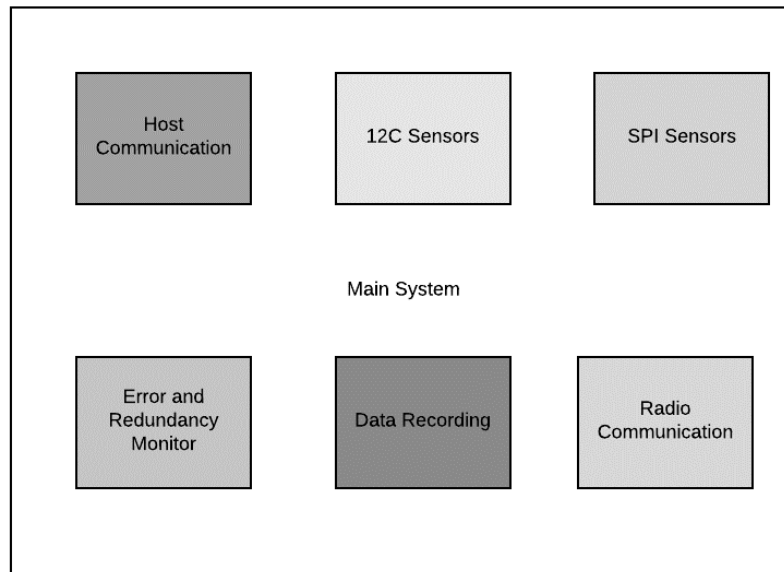 Host
Communication
12C Sensors
SPI Sensors
Main System
Error and
Redundancy
Monitor
Data Recording
Radio
Communication